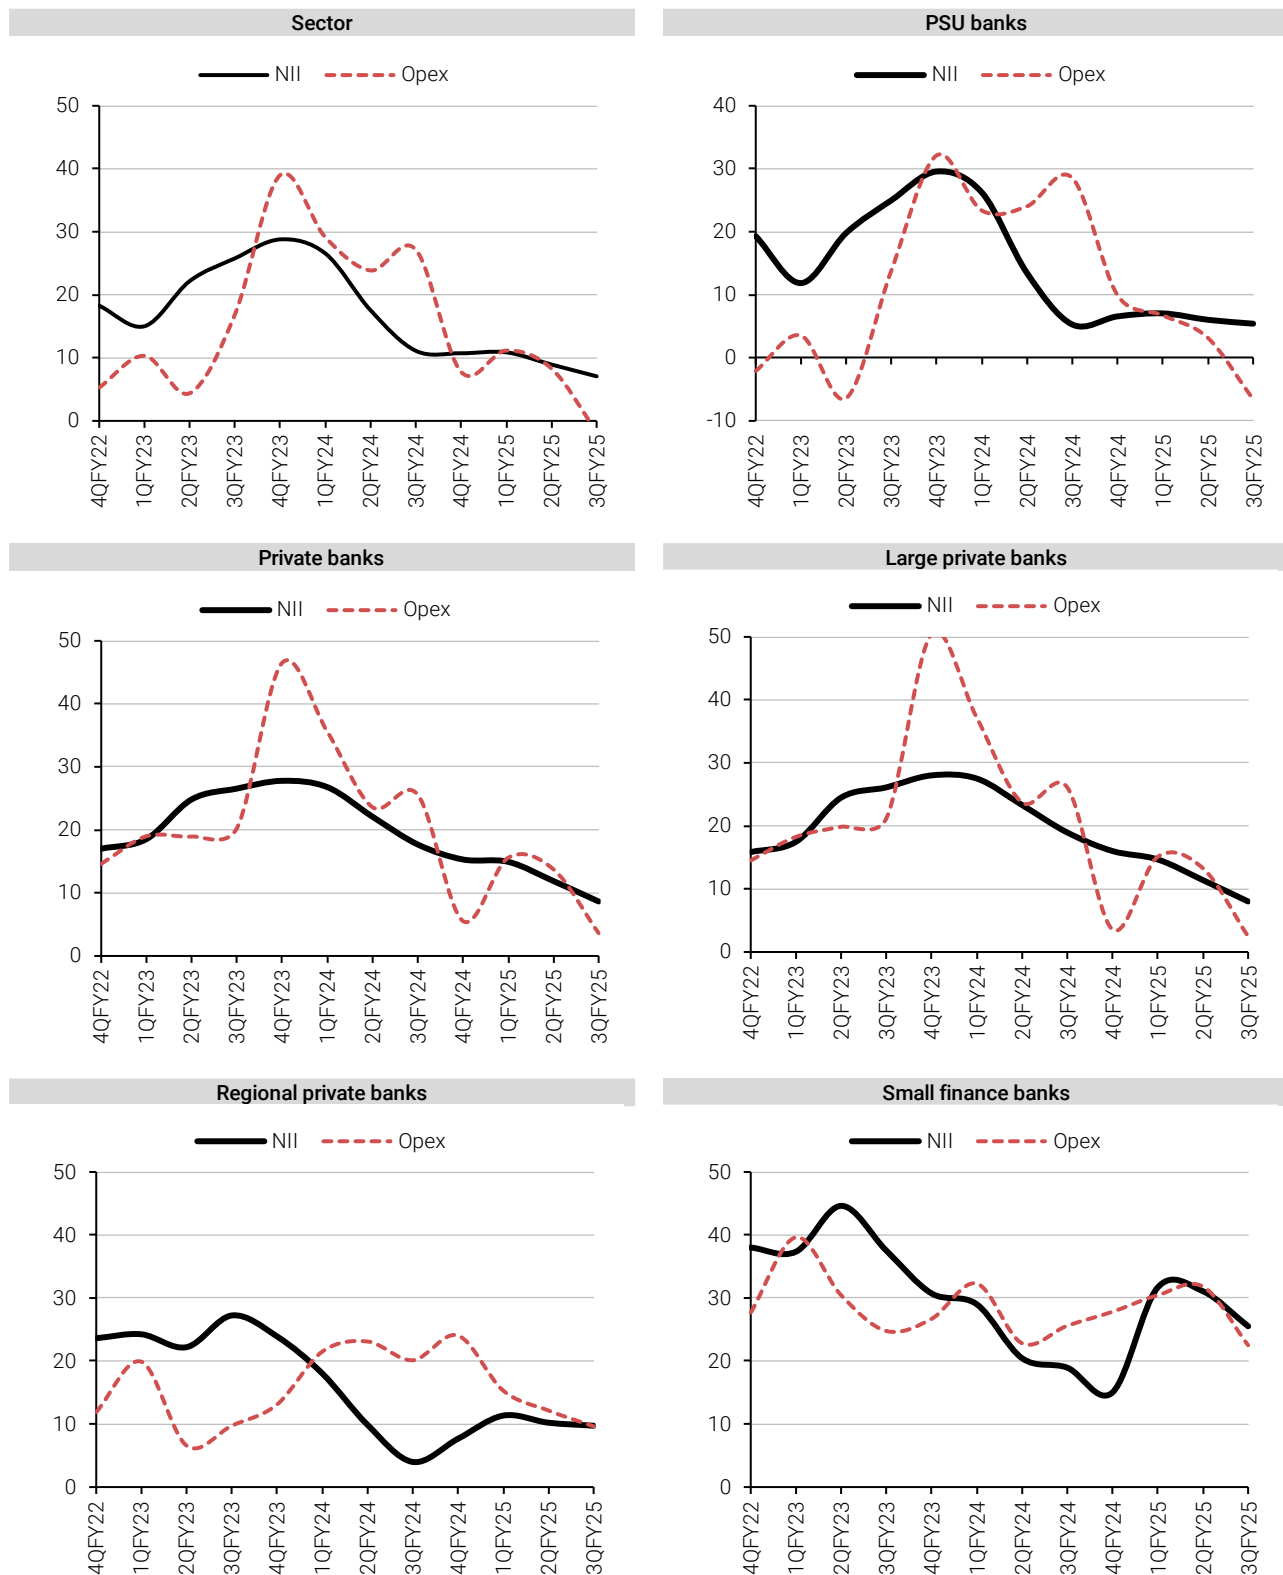 Sector
NII Opex
50
40
30
20
10
0
4QFY22 1QFY23 2QFY23 3QFY23 4QFY23 1QFY24 2QFY24 3QFY24 4QFY24 1QFY25 2QFY25 3QFY25
PSU banks
NII Opex
40
30
20
10
0
-10
4QFY22 1QFY23 2QFY23 3QFY23 4QFY23 1QFY24 2QFY24 3QFY24 4QFY24 1QFY25 2QFY25 3QFY25
Private banks
NII Opex
50
40
30
20
10
0
4QFY22 1QFY23 2QFY23 3QFY23 4QFY23 1QFY24 2QFY24 3QFY24 4QFY24 1QFY25 2QFY25 3QFY25
Large private banks
NII Opex
50
40
30
20
10
0
4QFY22 1QFY23 2QFY23 3QFY23 4QFY23 1QFY24 2QFY24 3QFY24 4QFY24 1QFY25 2QFY25 3QFY25
Regional private banks
NII Opex
50
40
30
20
10
0
4QFY22 1QFY23 2QFY23 3QFY23 4QFY23 1QFY24 2QFY24 3QFY24 4QFY24 1QFY25 2QFY25 3QFY25
Small finance banks
NII Opex
50
40
30
20
10
0
4QFY22 1QFY23 2QFY23 3QFY23 4QFY23 1QFY24 2QFY24 3QFY24 4QFY24 1QFY25 2QFY25 3QFY25